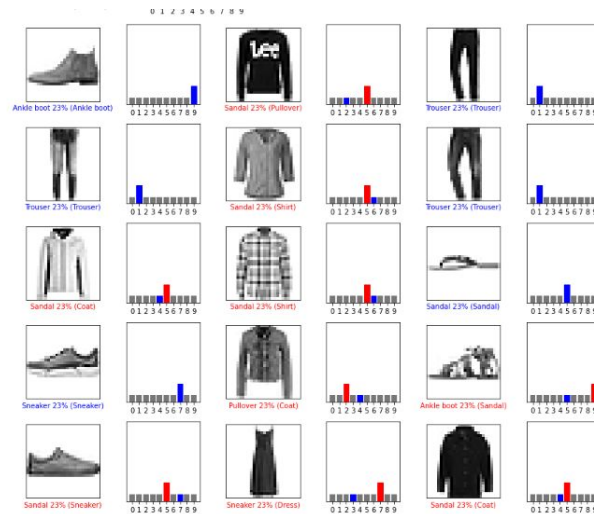 0 1 2 3 4 5 6 7 8 9
Lee
0 1 2 3 4 5 6 7 8 9
0 1 2 3 4 5 6 7 8 9
0 1 2 3 4 5 6 7 8 9
Ankle boot 23% (Ankle boot)
Sandal 23% (Pullover)
Trouser 23% (Trouser)
0 1 2 3 4 5 6 7 8 9
0 1 2 3 4 5 6 7 8 9
0 1 2 3 4 5 6 7 8 9
Trouser 23% (Trouser)
Sandal 23% (Shirt)
Trouser 23% (Trouser)
0 1 2 3 4 5 6 7 8 9
0 1 2 3 4 5 6 7 8 9
0 1 2 3 4 5 6 7 8 9
Sandal 23% (Coat)
Sandal 23% (Shirt)
Sandal 23% (Sandal)
0 1 2 3 4 5 6 7 8 9
0 1 2 3 4 5 6 7 8 9
0 1 2 3 4 5 6 7 8 9
Sneaker 23% (Sneaker)
Pullover 23% (Coat)
Ankle boot 23% (Sandal)
0 1 2 3 4 5 6 7 8 9
0 1 2 3 4 5 6 7 8 9
0 1 2 3 4 5 6 7 8 9
Sandal 23% (Sneaker)
Sneaker 23% (Dress)
Sandal 23% (Coat)